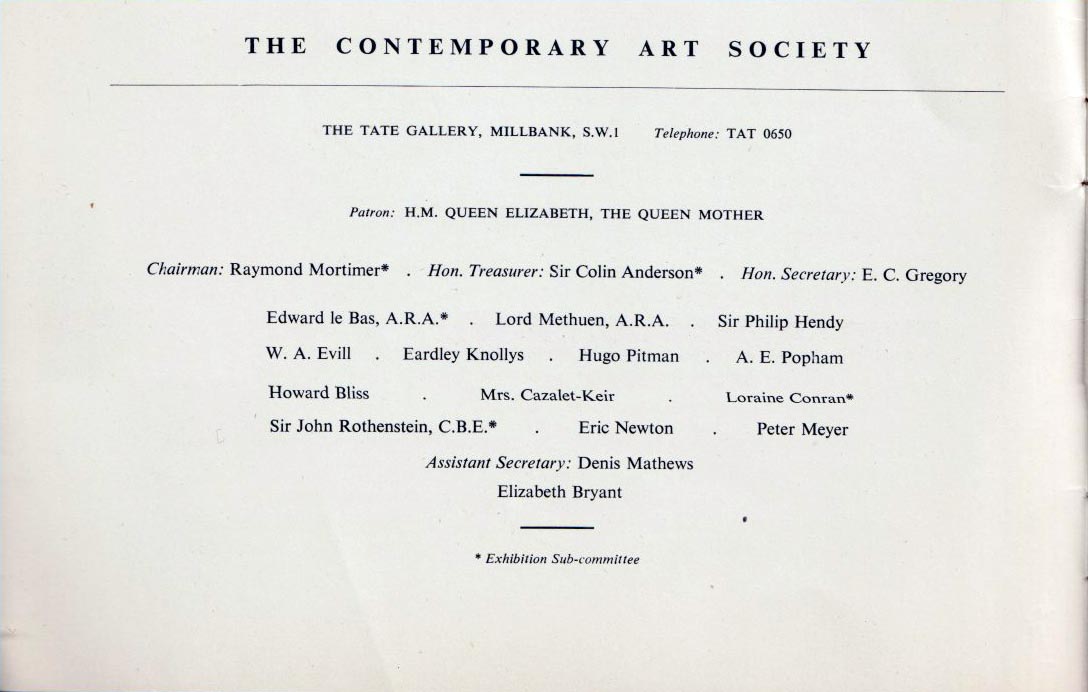 THE CONTEMPORARY ART SOCIETY
THE TATE GALLERY, MILLBANK, S.W.1 Telephone: TAT 0650
Patron: H.M. QUEEN ELIZABETH, THE QUEEN MOTHER
Chairman: Raymond Mortimer* . Hon. Treasurer: Sir Colin Anderson* . Hon. Secretary: E. C. Gregory
Edward le Bas, A.R.A.* . Lord Methuen, A.R.A. . Sir Philip Hendy
W. A. Evill . Eardley Knollys . Hugo Pitman . A. E. Popham
Howard Bliss . Mrs. Cazalet-Keir . Loraine Conran*
Sir John Rothenstein, C.B.E.* . Eric Newton . Peter Meyer
Assistant Secretary: Denis Mathews
Elizabeth Bryant
* Exhibition Sub-committee